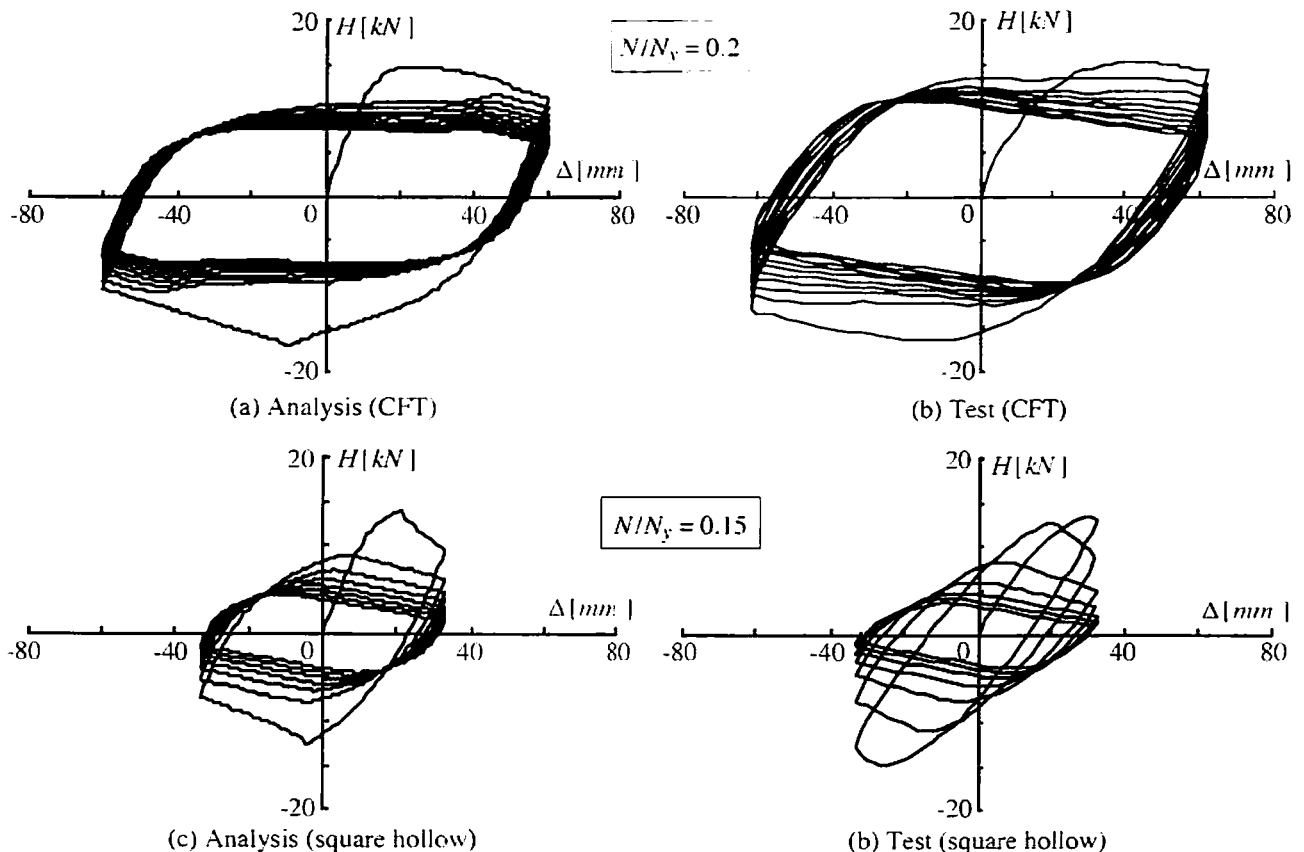 20
H [kN]
N/Ny = 0.2
20
H [kN]
Δ[mm]
-80
-40
0
40
80
-20
Δ[mm]
-80
-40
0
40
80
-20
(a) Analysis (CFT)
(b) Test (CFT)
20
H [kN]
N/Ny = 0.15
20
H [kN]
Δ[mm]
-80
-40
0
40
80
-20
Δ[mm]
-80
-40
0
40
80
-20
(c) Analysis (square hollow)
(b) Test (square hollow)